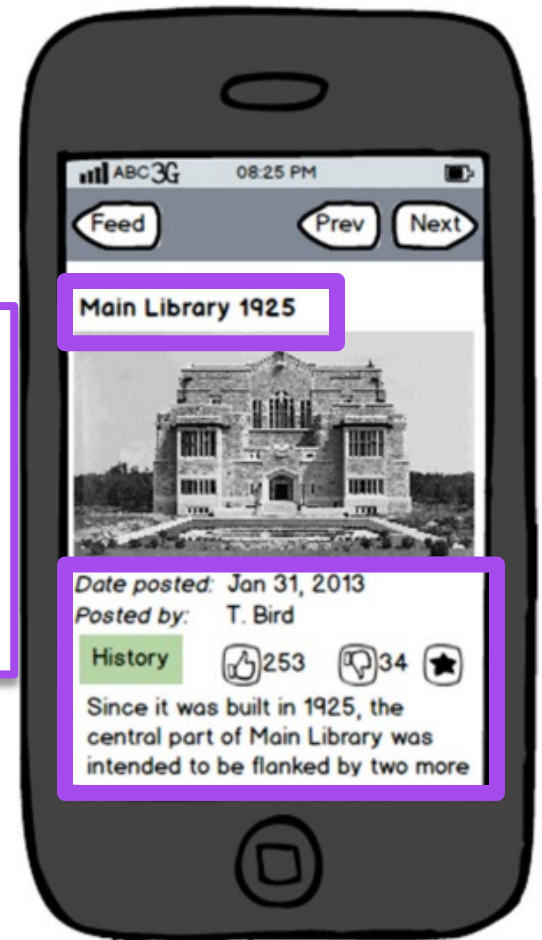 ABC 3G 08:25 PM
Feed Prev Next
Main Library 1925
Date posted: Jan 31, 2013
Posted by: T. Bird
History 253 34
Since it was built in 1925, the
central part of Main Library was
intended to be flanked by two more